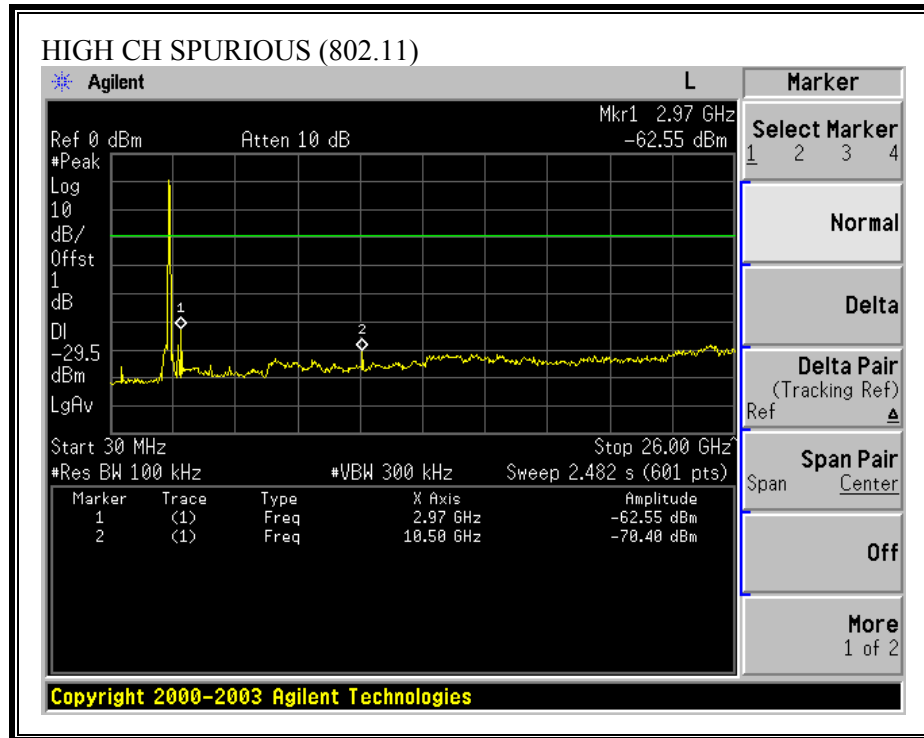 HIGH CH SPURIOUS (802.11)
Agilent
L
Mkr1 2.97 GHz
Ref 0 dBm Atten 10 dB -62.55 dBm
#Peak
Log
10
dB/
Offst
1
dB
DI
-29.5
dBm
LgAv
1
2
Start 30 MHz Stop 26.00 GHz^
#Res BW 100 kHz #VBW 300 kHz Sweep 2.482 s (601 pts)
Marker Trace Type X Axis Amplitude
1 (1) Freq 2.97 GHz -62.55 dBm
2 (1) Freq 10.50 GHz -70.40 dBm
Marker
Select Marker
1 2 3 4
Normal
Delta
Delta Pair
(Tracking Ref)
Ref Δ
Span Pair
Span Center
Off
More
1 of 2
Copyright 2000-2003 Agilent Technologies